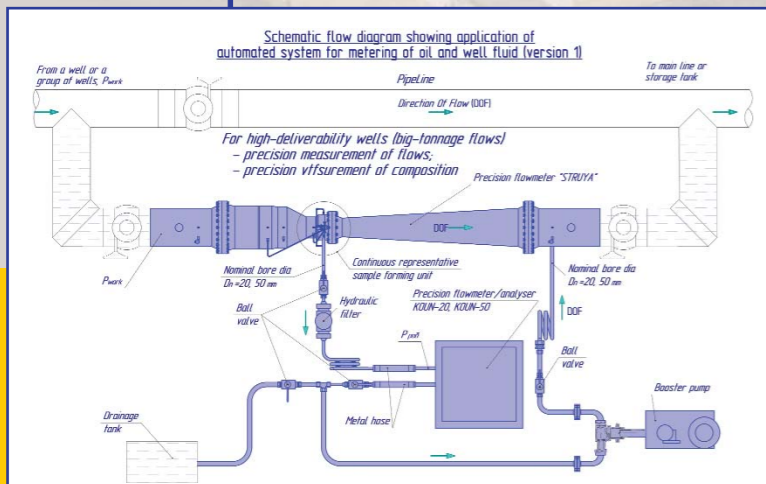 Schematic flow diagram showing application of
automated system for metering of oil and well fluid (version 1)
From a well or a
group of wells, Pwork
PipeLine
To main line or
storage tank
Direction Of Flow (DOF)
For high-deliverability wells (big-tonnage flows)
- precision measurement of flows;
- precision vtfsurement of composition
Precision flowmeter "STRUYA"
DOF
Pwork
Nominal bore dia
Dn =20, 50 mm
Continuous representative
sample forming unit
Nominal bore dia
Dn =20, 50 mm
Ball
valve
Hydraulic
filter
Precision flowmeter/analyser
KOUN-20, KOUN-50
DOF
Ball
valve
Metal hose
Booster pump
Drainage
tank